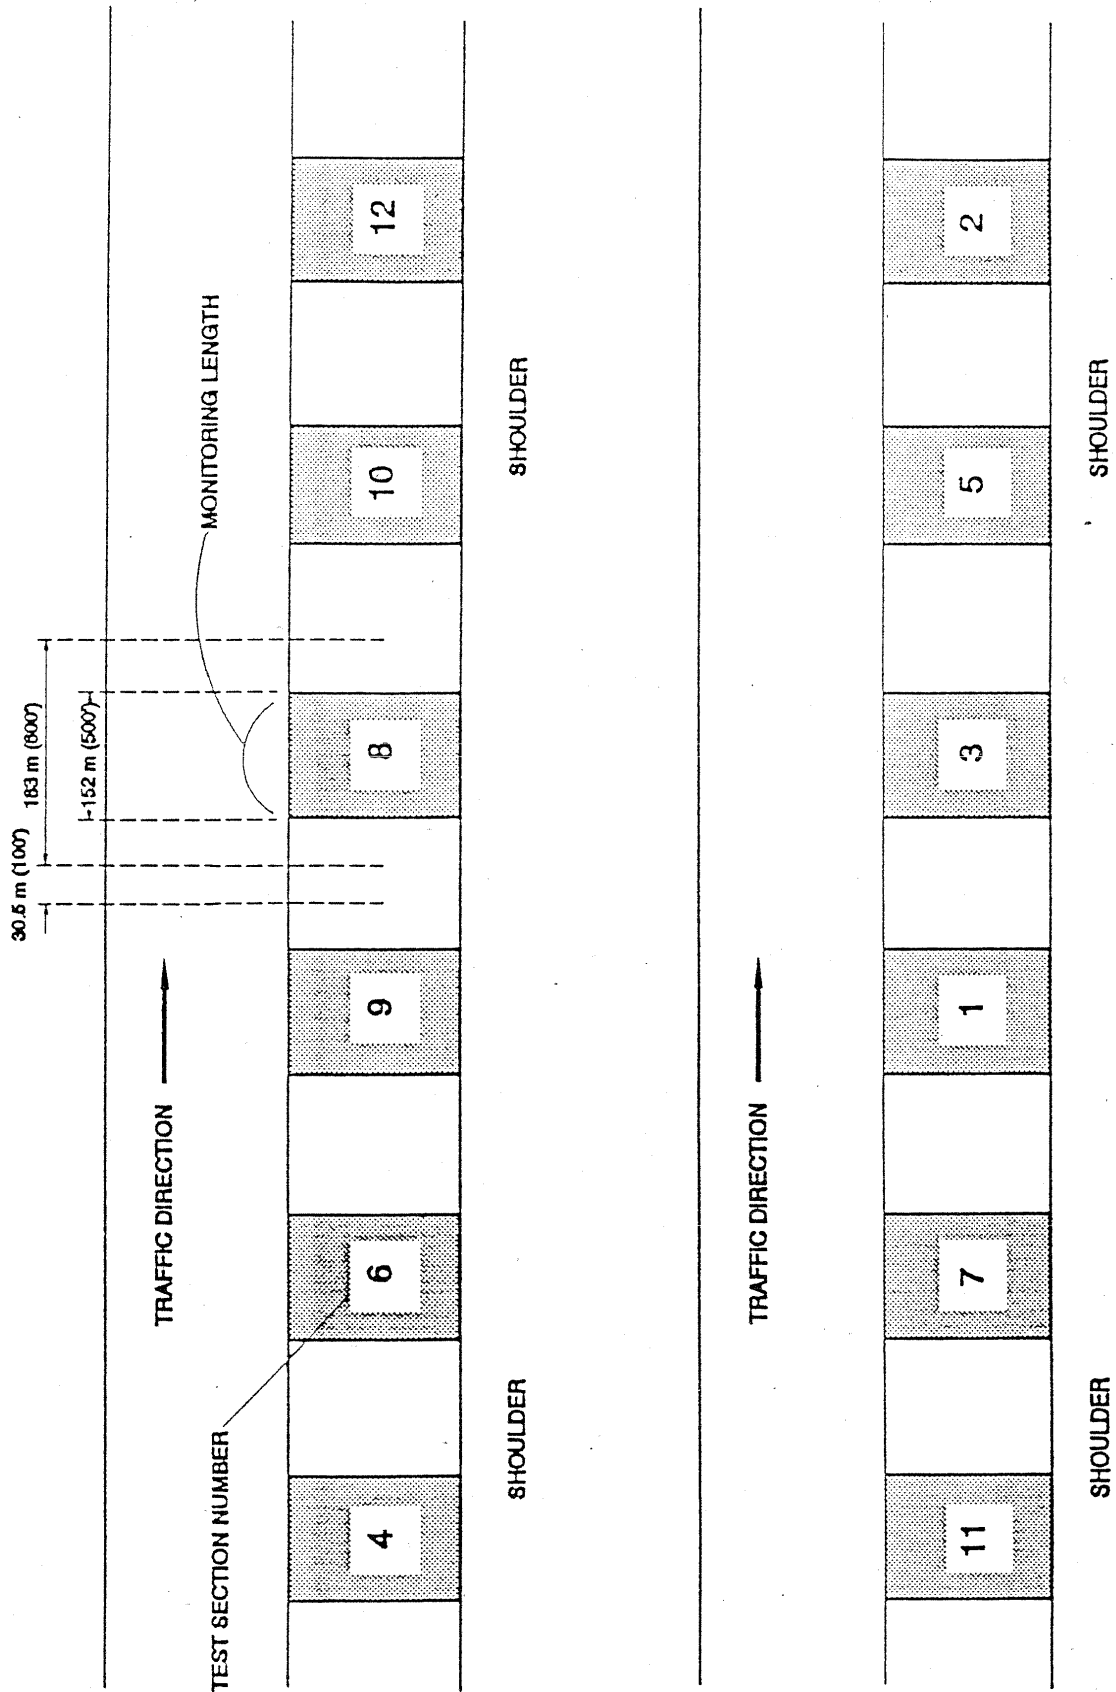 30.5 m (100')
183 m (600')
152 m (500')
TRAFFIC DIRECTION
TEST SECTION NUMBER
MONITORING LENGTH
4 6 9 8 10 12
SHOULDER SHOULDER
TRAFFIC DIRECTION
11 7 1 3 5 2
SHOULDER SHOULDER